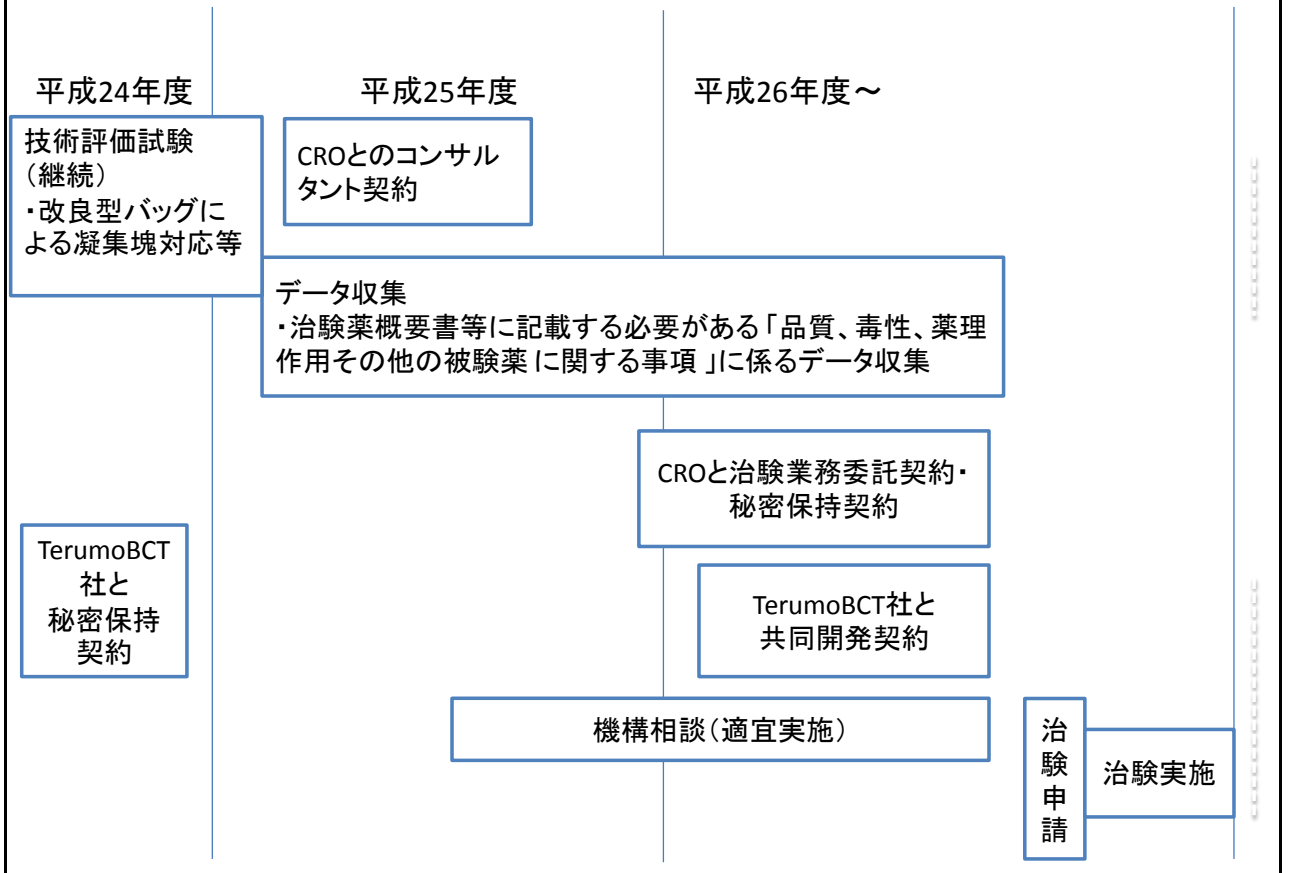 平成24年度
平成25年度
平成26年度～
技術評価試験
（継続）
・改良型バッグに
よる凝集塊対応等
CROとのコンサル
タント契約
データ収集
・治験薬概要書等に記載する必要がある「品質、毒性、薬理
作用その他の被験薬に関する事項」に係るデータ収集
CROと治験業務委託契約・
秘密保持契約
TerumoBCT
社と
秘密保持
契約
TerumoBCT社と
共同開発契約
機構相談（適宜実施）
治
験
申
請
治験実施